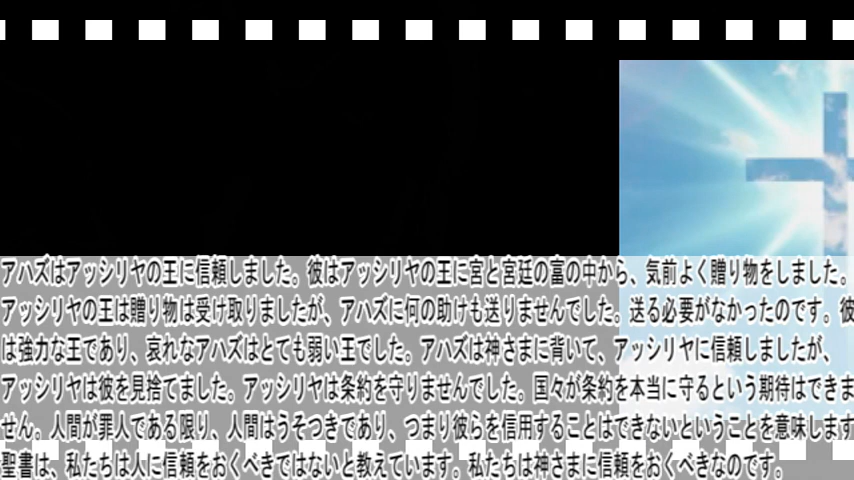 アハズはアッシリヤの王に信頼しました。彼はアッシリヤの王に宮と宮廷の富の中から、気前よく贈り物をしました。
アッシリヤの王は贈り物は受け取りましたが、アハズに何の助けも送りませんでした。送る必要がなかったのです。彼
は強力な王であり、哀れなアハズはとても弱い王でした。アハズは神さまに背いて、アッシリヤに信頼しましたが、
アッシリヤは彼を見捨てました。アッシリヤは条約を守りませんでした。国々が条約を本当に守るという期待はできま
せん。人間が罪人である限り、人間はうそつきであり、つまり彼らを信用することはできないということを意味します
聖書は、私たちは人に信頼をおくべきではないと教えています。私たちは神さまに信頼をおくべきなのです。